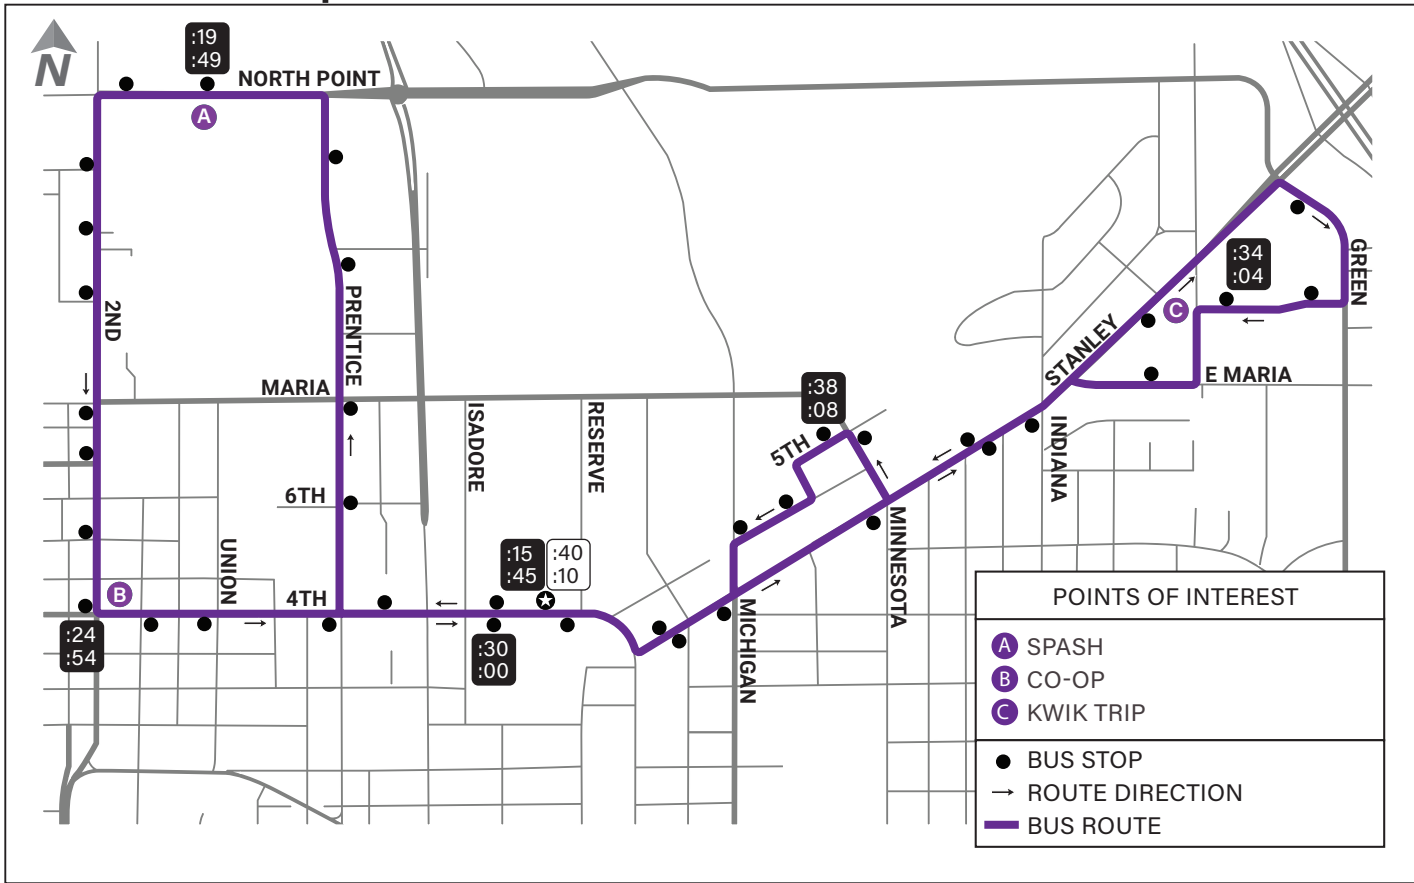 :19
:49
N
NORTH POINT
A
2ND
PRENTICE
GREEN
:34
:04
C
STANLEY
E MARIA
MARIA
:38
:08
5TH
ISADORE
RESERVE
INDIANA
6TH
MINNESOTA
UNION
:15
:45
:40
:10
B
4TH
:24
:54
:30
:00
MICHIGAN
POINTS OF INTEREST
A SPASH
B CO-OP
C KWIK TRIP
BUS STOP
ROUTE DIRECTION
BUS ROUTE